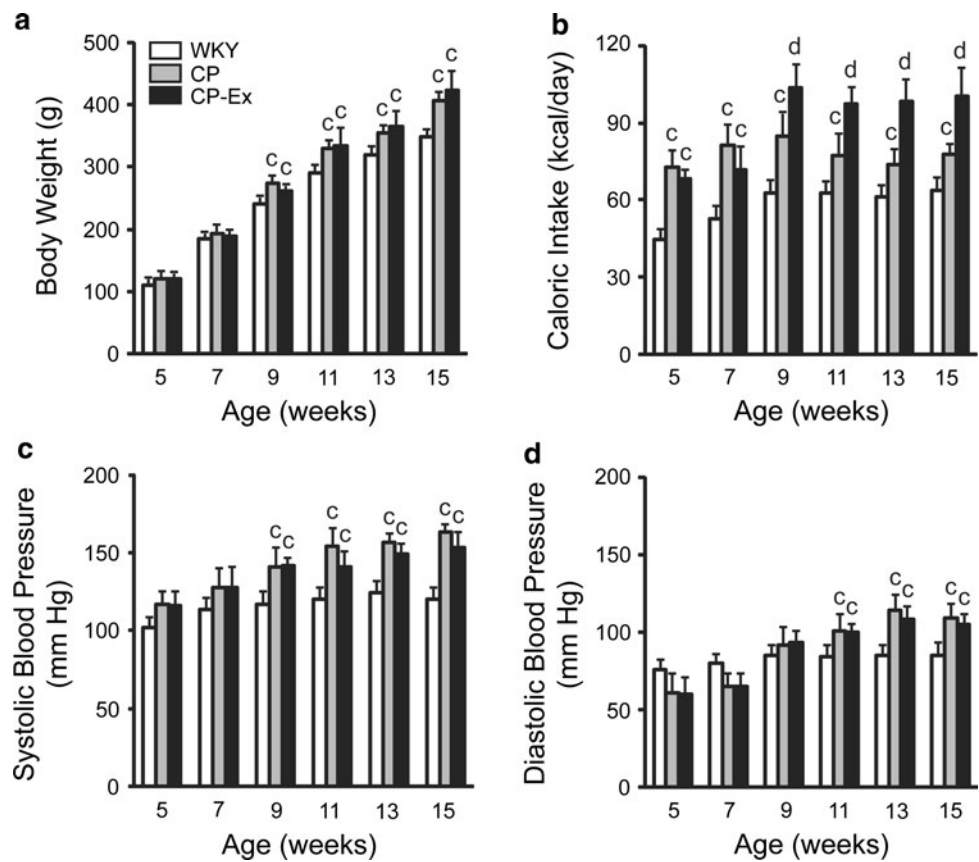 a
Body Weight (g)
500
400
300
200
100
0
WKY
CP
CP-Ex
c c
c c
c c
c c
5 7 9 11 13 15
Age (weeks)
b
Caloric Intake (kcal/day)
120
90
60
30
0
c c
c c
c d
c d
c d
c d
5 7 9 11 13 15
Age (weeks)
c
Systolic Blood Pressure
(mm Hg)
200
150
100
50
0
c c
c c
c c
c c
5 7 9 11 13 15
Age (weeks)
d
Diastolic Blood Pressure
(mm Hg)
200
150
100
50
0
c c
c c
c c
5 7 9 11 13 15
Age (weeks)